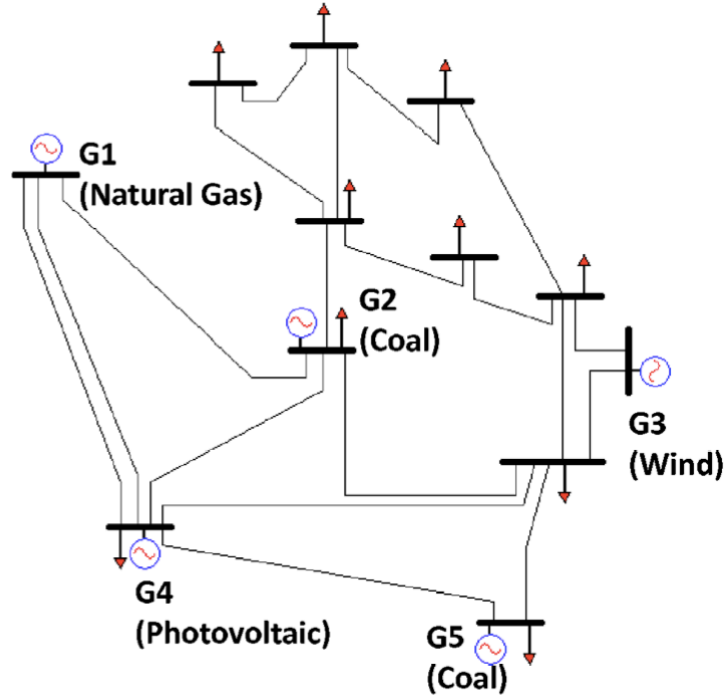 G1
(Natural Gas)
G2
(Coal)
G3
(Wind)
G4
(Photovoltaic)
G5
(Coal)